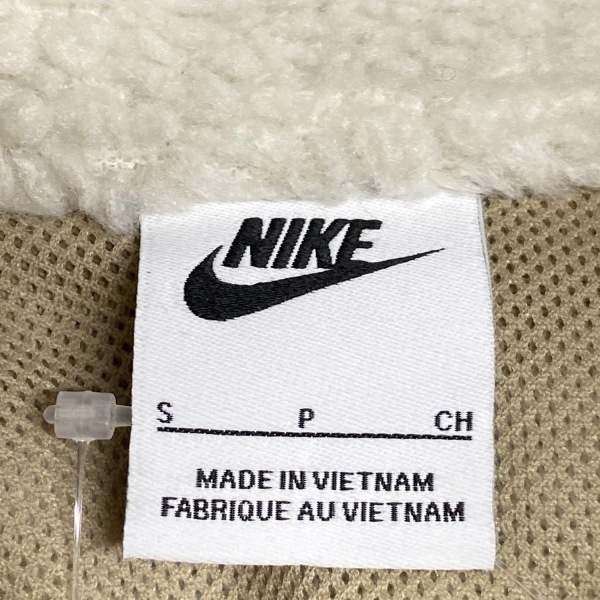 NIKE
S P CH
MADE IN VIETNAM
FABRIQUE AU VIETNAM